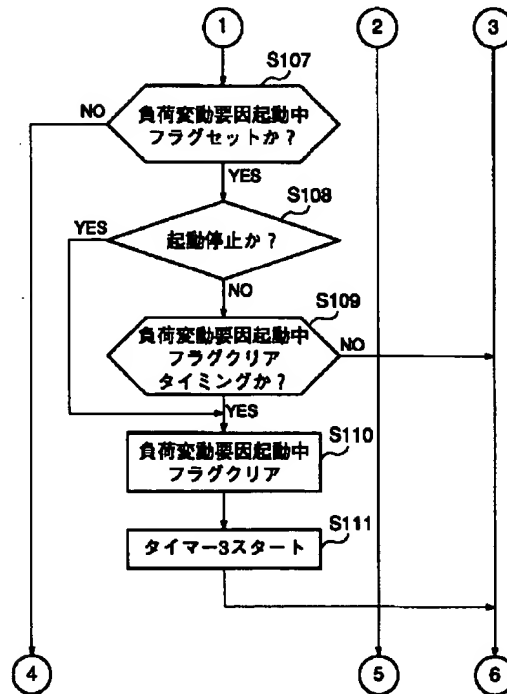 1
2
3
S107
負荷変動要因起動中
フラグセットか?
NO
YES
S108
起動停止か?
YES
NO
S109
負荷変動要因起動中
フラグクリア
タイミングか?
NO
YES
S110
負荷変動要因起動中
フラグクリア
S111
タイマー3スタート
4
5
6